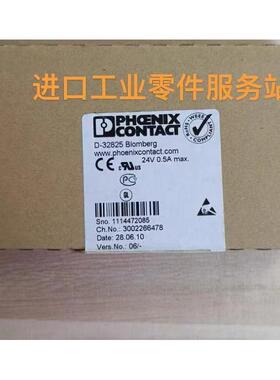 进口工业零件服务站
PHŒNIX
CONTACT
D-32825 Blomberg
www.phoenixcontact.com
24V 0.5A max.
Sno. 1114472085
Ch.No.: 3002266478
Date: 28.06.10
Vers.No.: 06/-